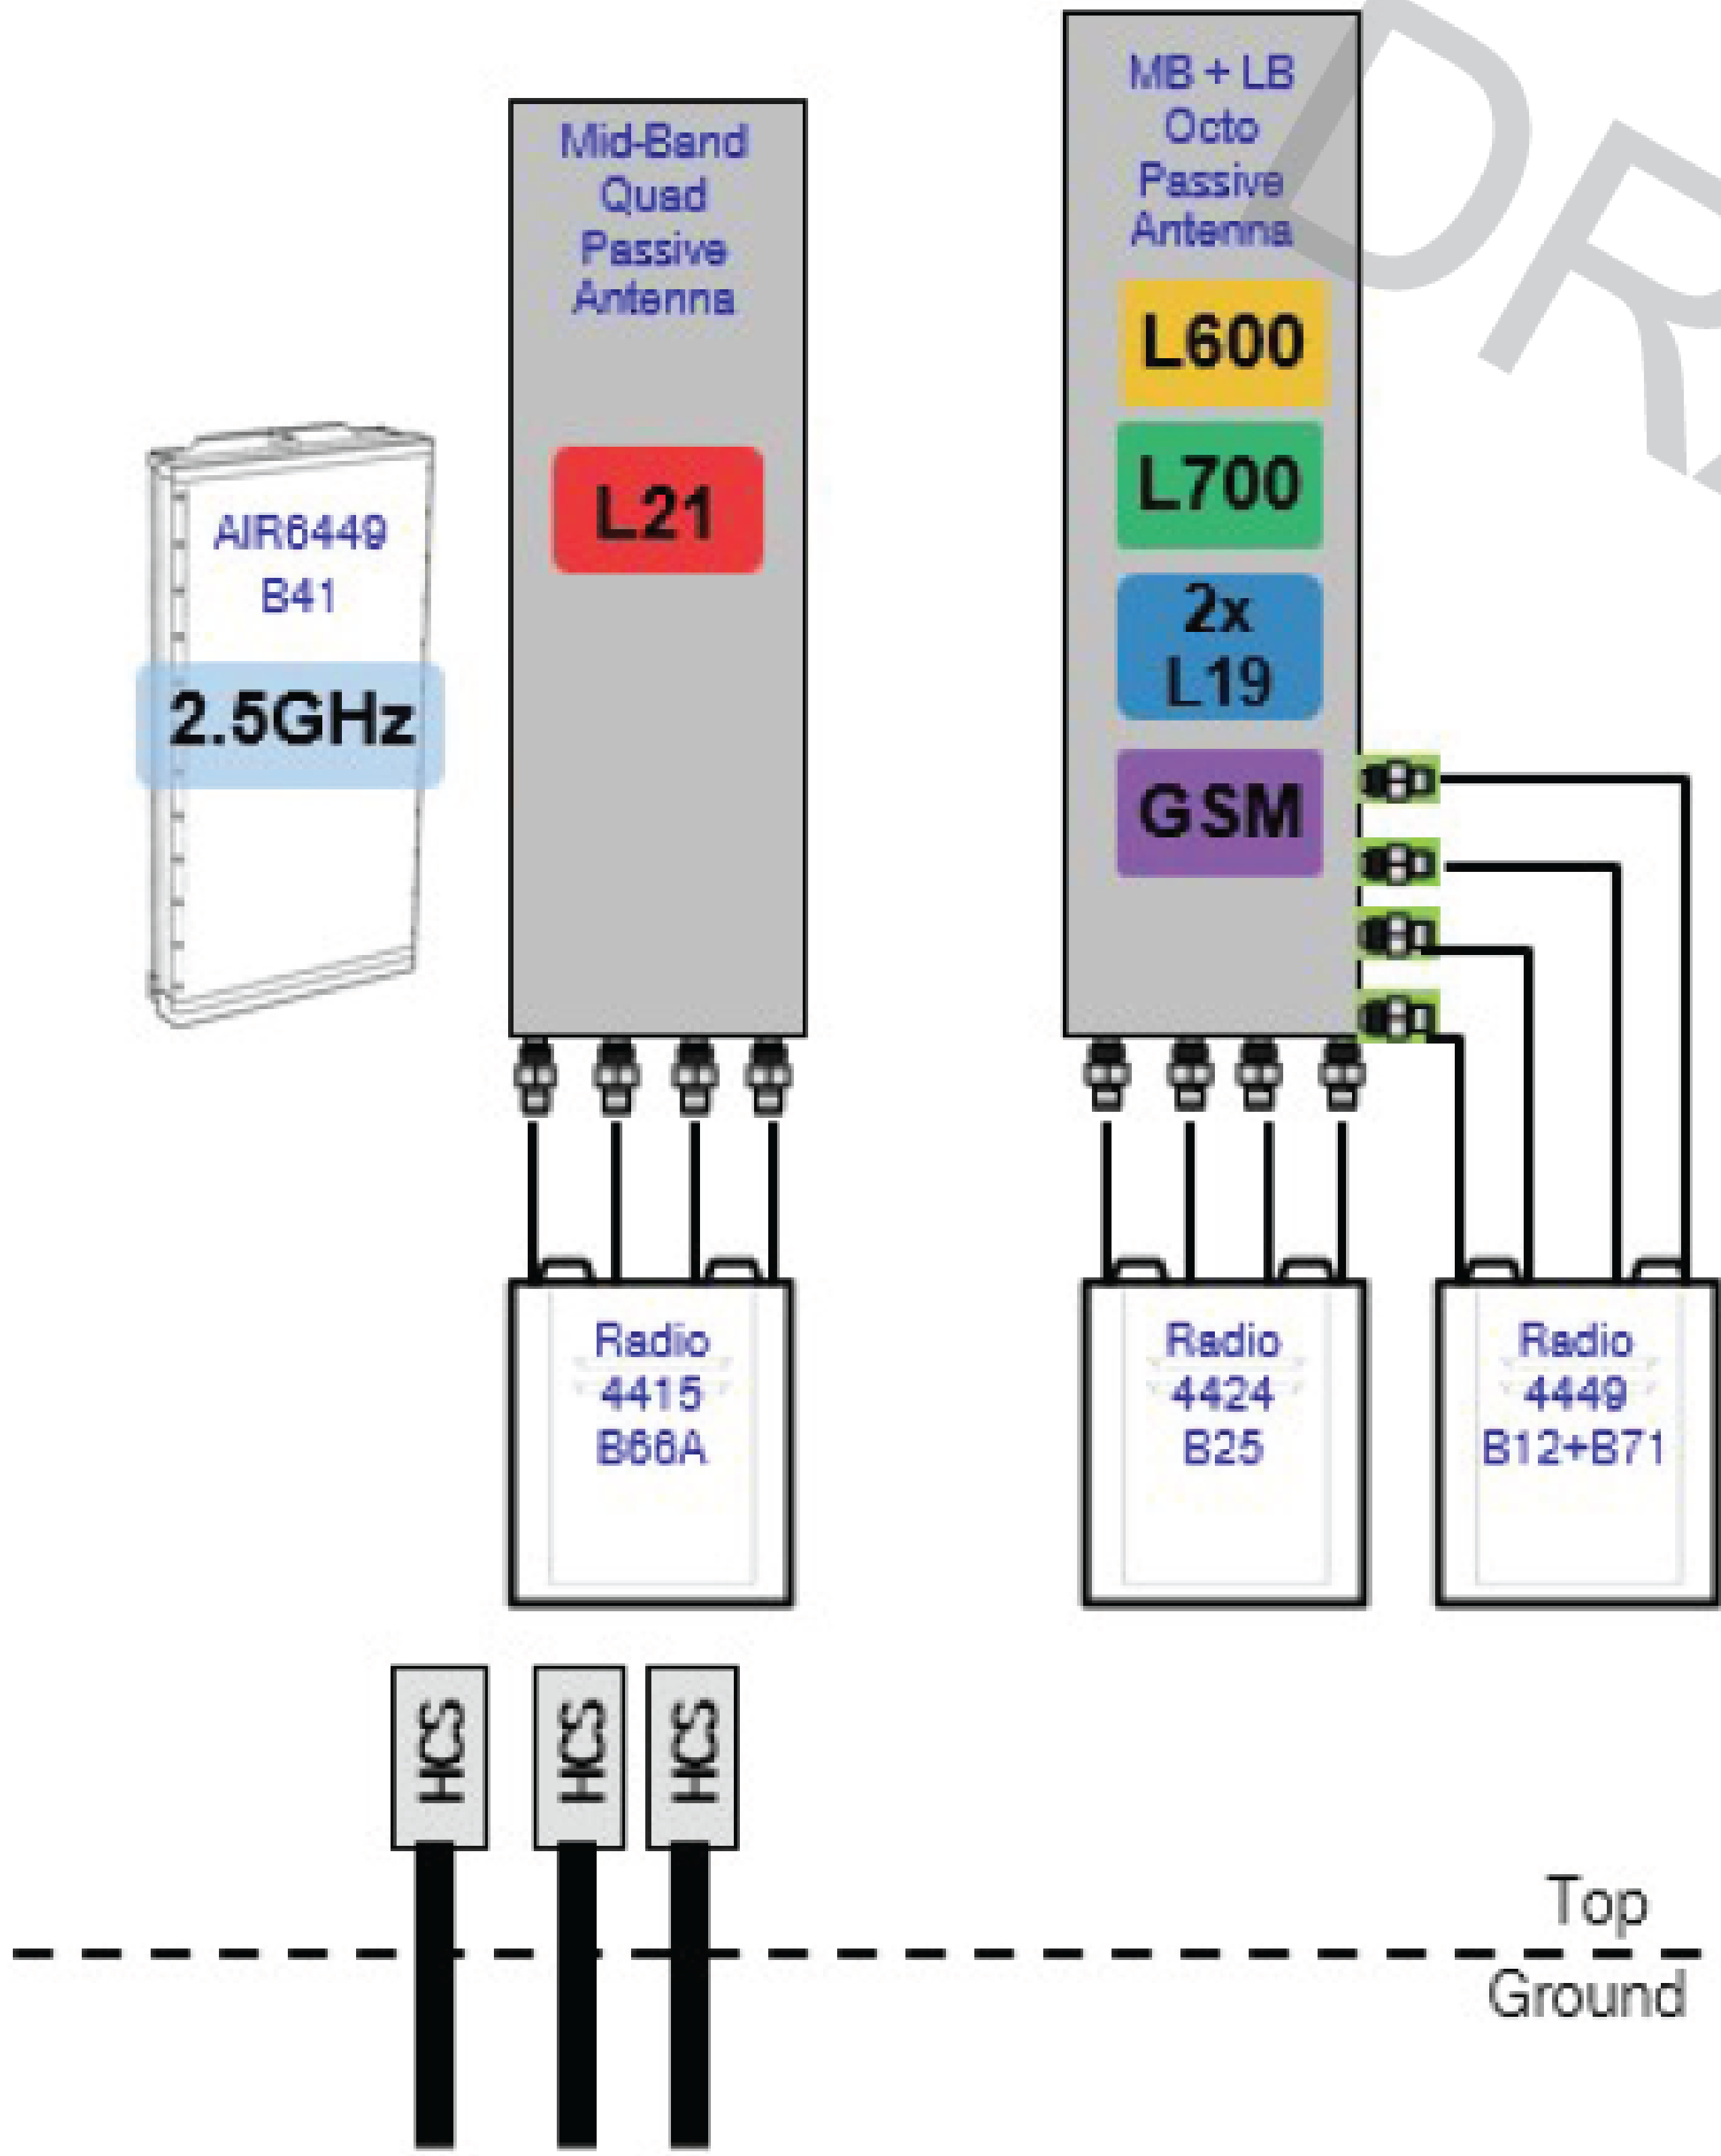 AIR6449
B41
2.5GHz
Mid-Band
Quad
Passive
Antenna
L21
MB + LB
Octo
Passive
Antenna
L600
L700
2x
L19
GSM
Radio
4415
B66A
Radio
4424
B25
Radio
4449
B12+B71
HCS
HCS
HCS
Top
Ground